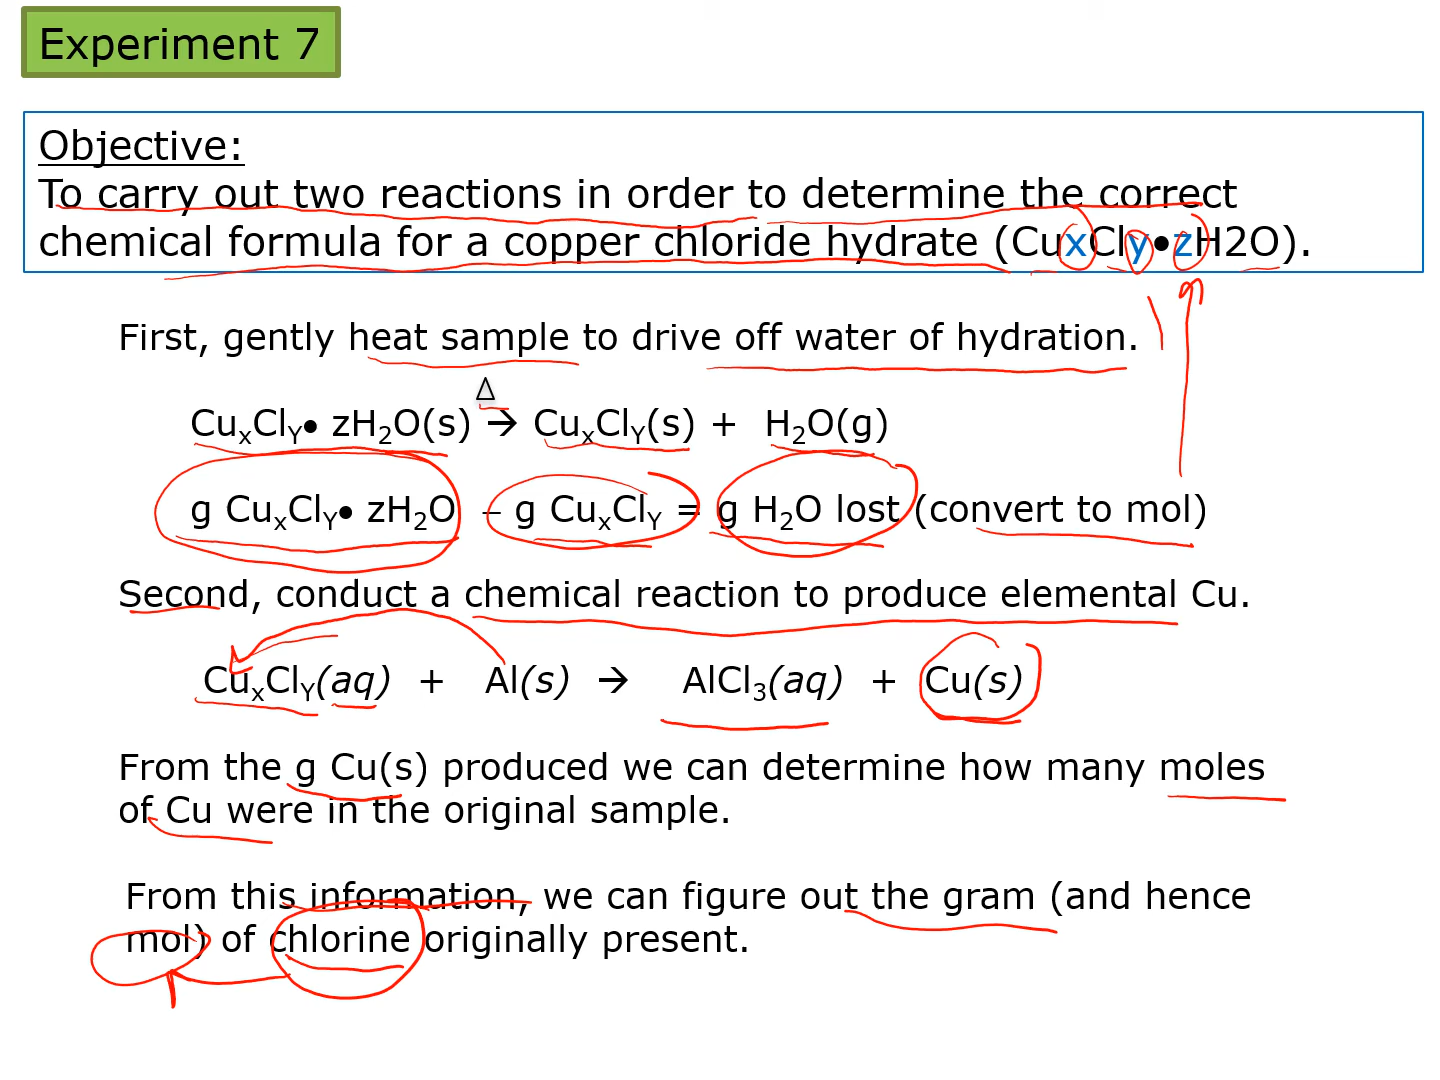 Experiment 7
Objective:
To carry out two reactions in order to determine the correct
chemical formula for a copper chloride hydrate (CuxCly•zH2O).
First, gently heat sample to drive off water of hydration.
Δ
CuₓClY• zH₂O(s) → CuₓClY(s) + H₂O(g)
g CuₓClY• zH₂O – g CuₓClY = g H₂O lost (convert to mol)
Second, conduct a chemical reaction to produce elemental Cu.
CuₓClY(aq) + Al(s) → AlCl₃(aq) + Cu(s)
From the g Cu(s) produced we can determine how many moles
of Cu were in the original sample.
From this information, we can figure out the gram (and hence
mol) of chlorine originally present.